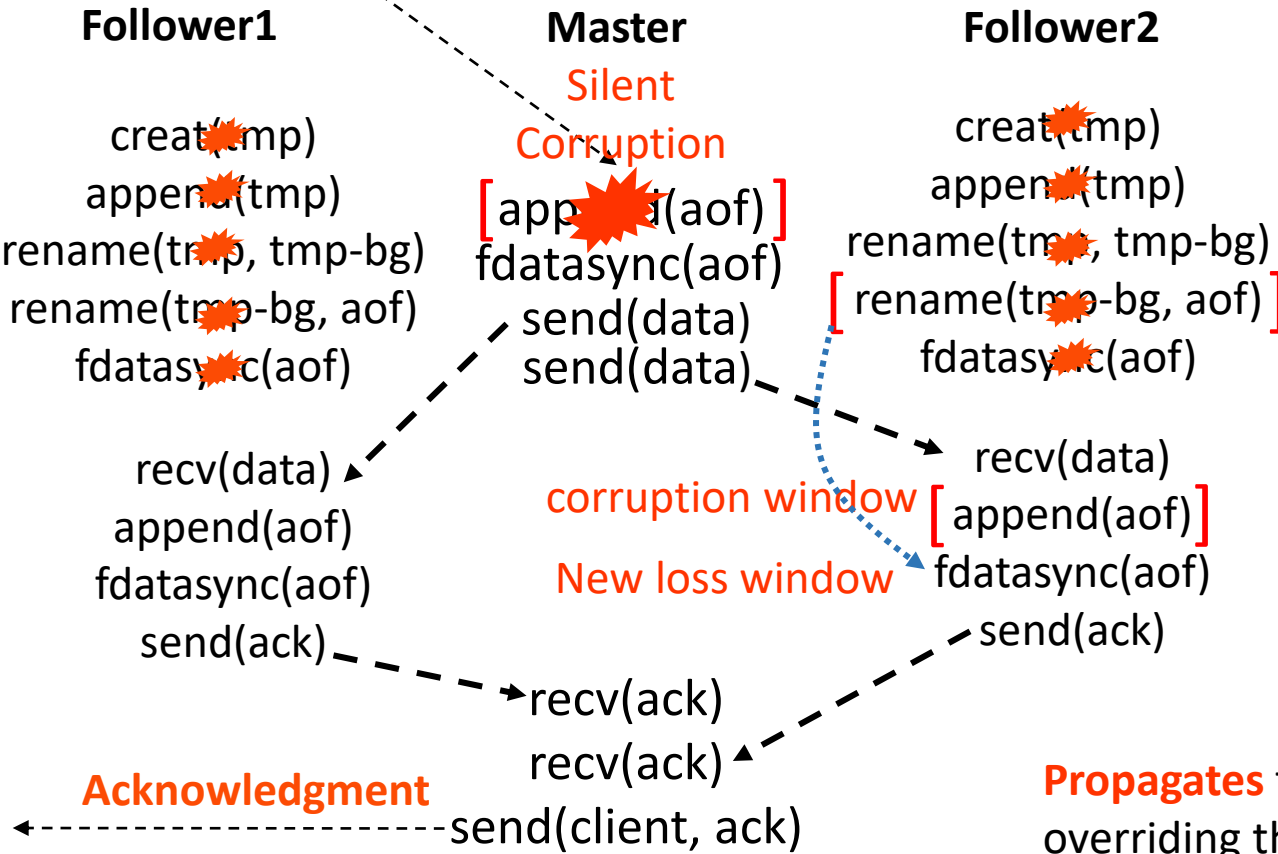 Follower1
creat(tmp)
append(tmp)
rename(tmp, tmp-bg)
rename(tmp-bg, aof)
fdatasync(aof)
recv(data)
append(aof)
fdatasync(aof)
send(ack)
Master
Silent
Corruption
[append(aof)]
fdatasync(aof)
send(data)
send(data)
corruption window
New loss window
Follower2
creat(tmp)
append(tmp)
rename(tmp, tmp-bg)
[rename(tmp-bg, aof)]
fdatasync(aof)
recv(data)
[append(aof)]
fdatasync(aof)
send(ack)
recv(ack)
recv(ack)
Acknowledgment
send(client, ack)
Propagates
overriding